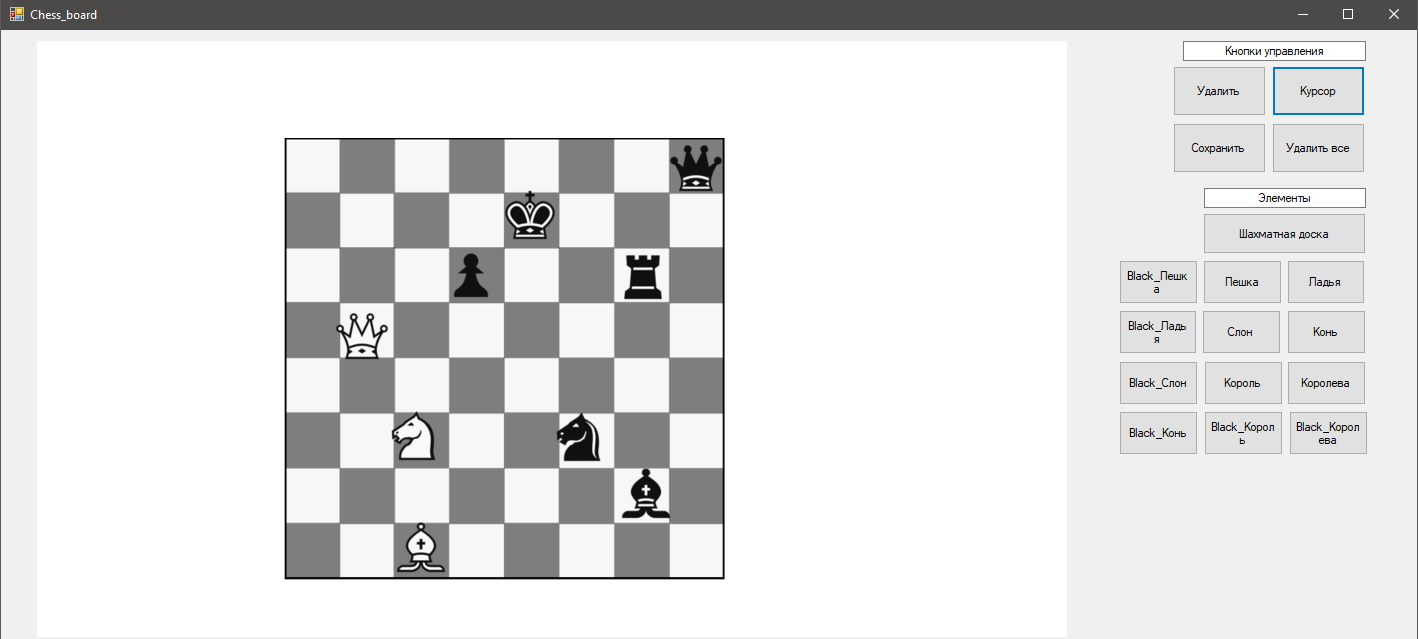 Chess_board
Кнопки управления
Удалить
Курсор
Сохранить
Удалить все
Элементы
Шахматная доска
Black_Пешк
а
Пешка
Ладья
Black_Ладь
я
Слон
Конь
Black_Слон
Король
Королева
Black_Конь
Black_Корол
ь
Black_Корол
ева